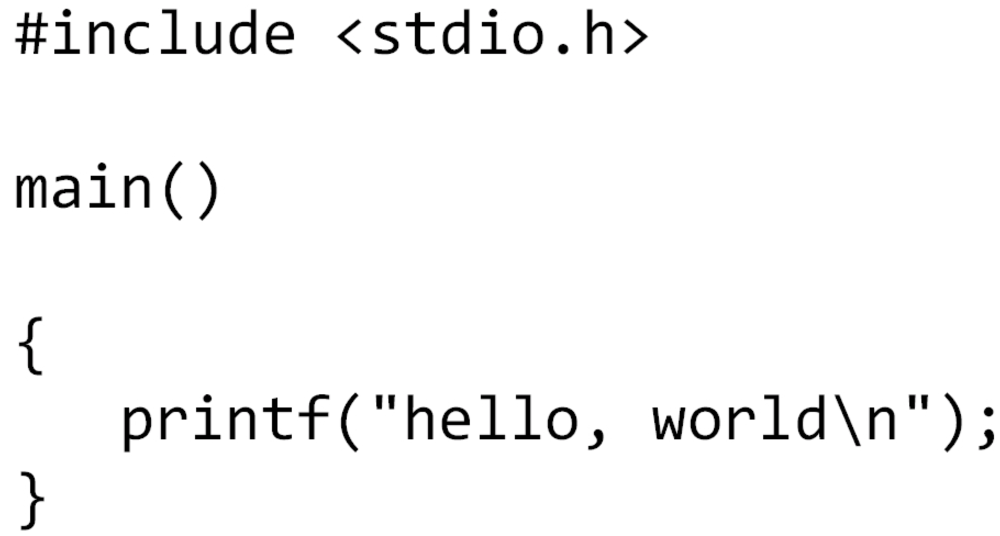 #include <stdio.h>
main()
{
   printf("hello, world\n");
}